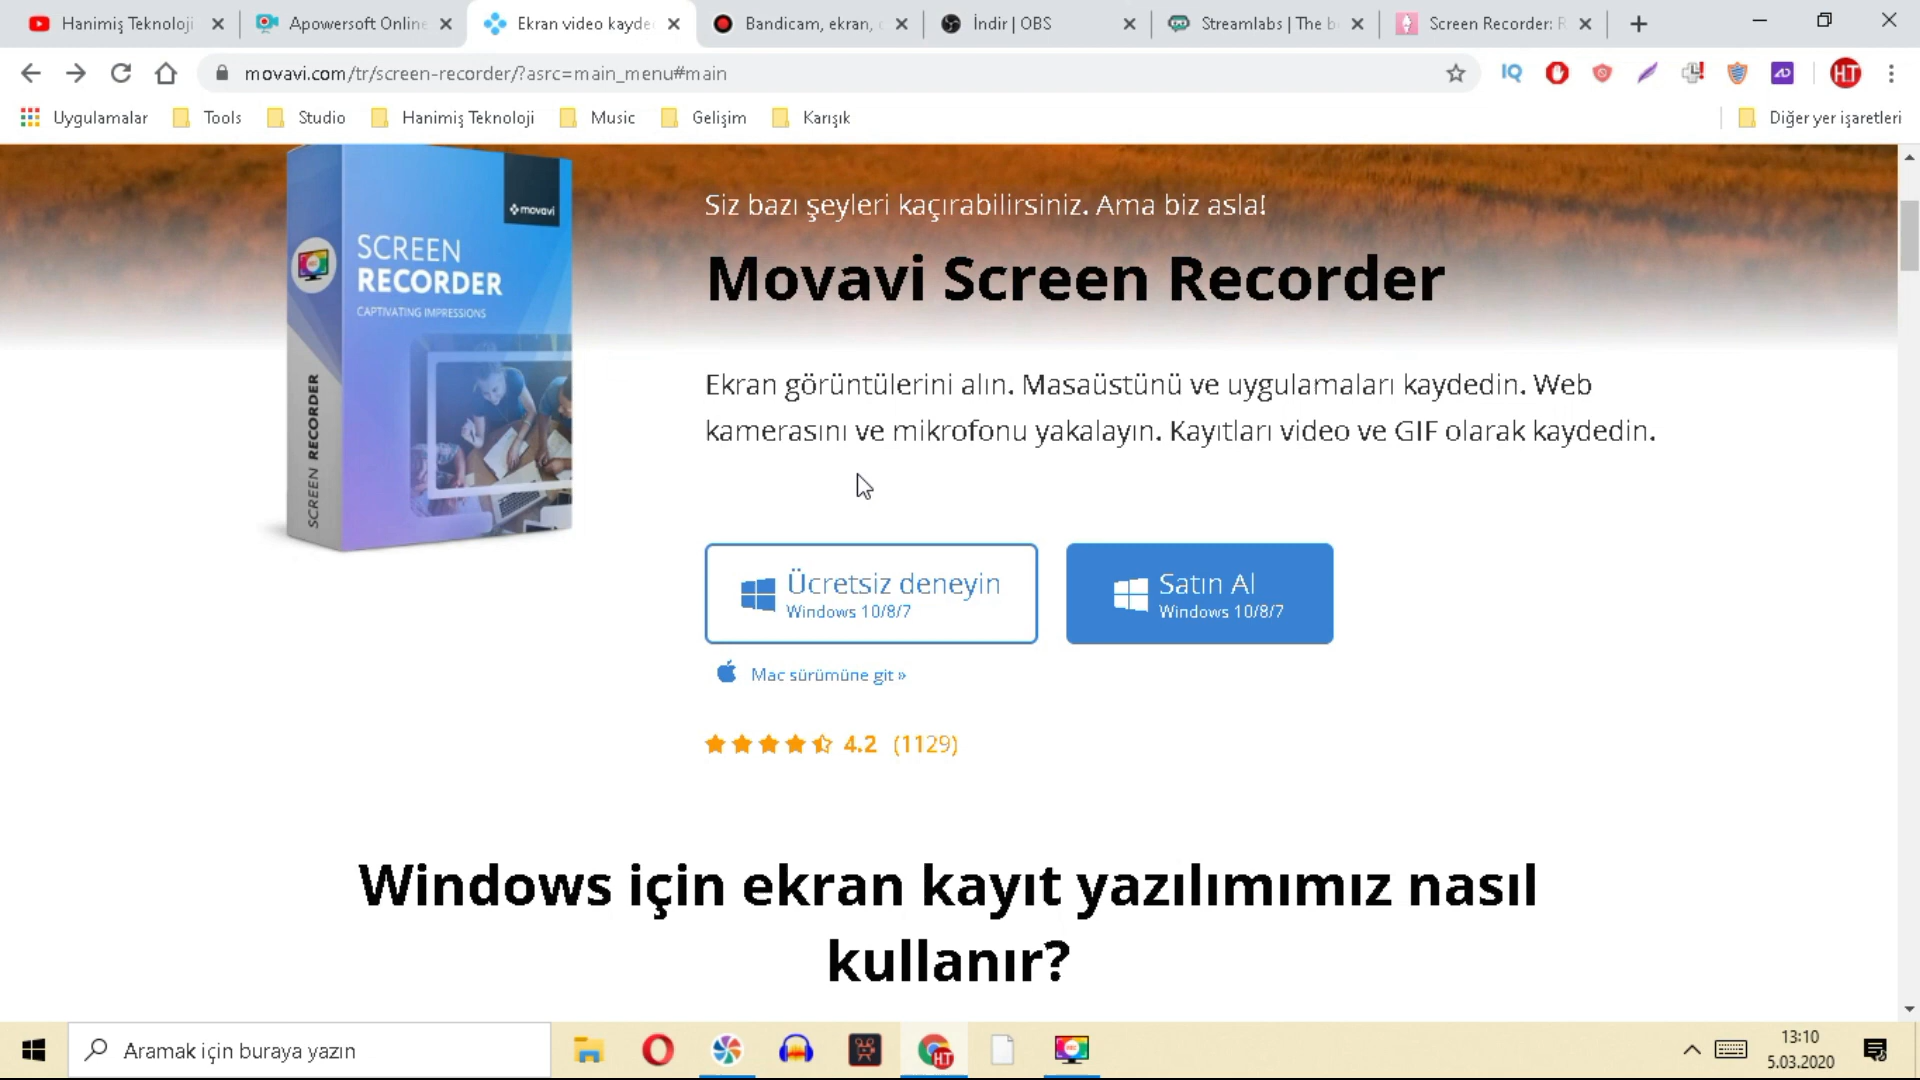 Hanimiş Teknoloji
Apowersoft Online
Ekran video kayde
Bandicam, ekran,
İndir | OBS
Streamlabs | The b
Screen Recorder: R
movavi.com/tr/screen-recorder/?asrc=main_menu#main
IQ
HT
Uygulamalar
Tools
Studio
Hanimiş Teknoloji
Music
Gelişim
Karışık
Diğer yer işaretleri
movavi
SCREEN
RECORDER
CAPTIVATING IMPRESSIONS
SCREEN RECORDER
Siz bazı şeyleri kaçırabilirsiniz. Ama biz asla!
Movavi Screen Recorder
Ekran görüntülerini alın. Masaüstünü ve uygulamaları kaydedin. Web
kamerasını ve mikrofonu yakalayın. Kayıtları video ve GIF olarak kaydedin.
Ücretsiz deneyin
Windows 10/8/7
Satın Al
Windows 10/8/7
Mac sürümüne git »
4.2 (1129)
Windows için ekran kayıt yazılımımız nasıl
kullanır?
Aramak için buraya yazın
HT
13:10
5.03.2020